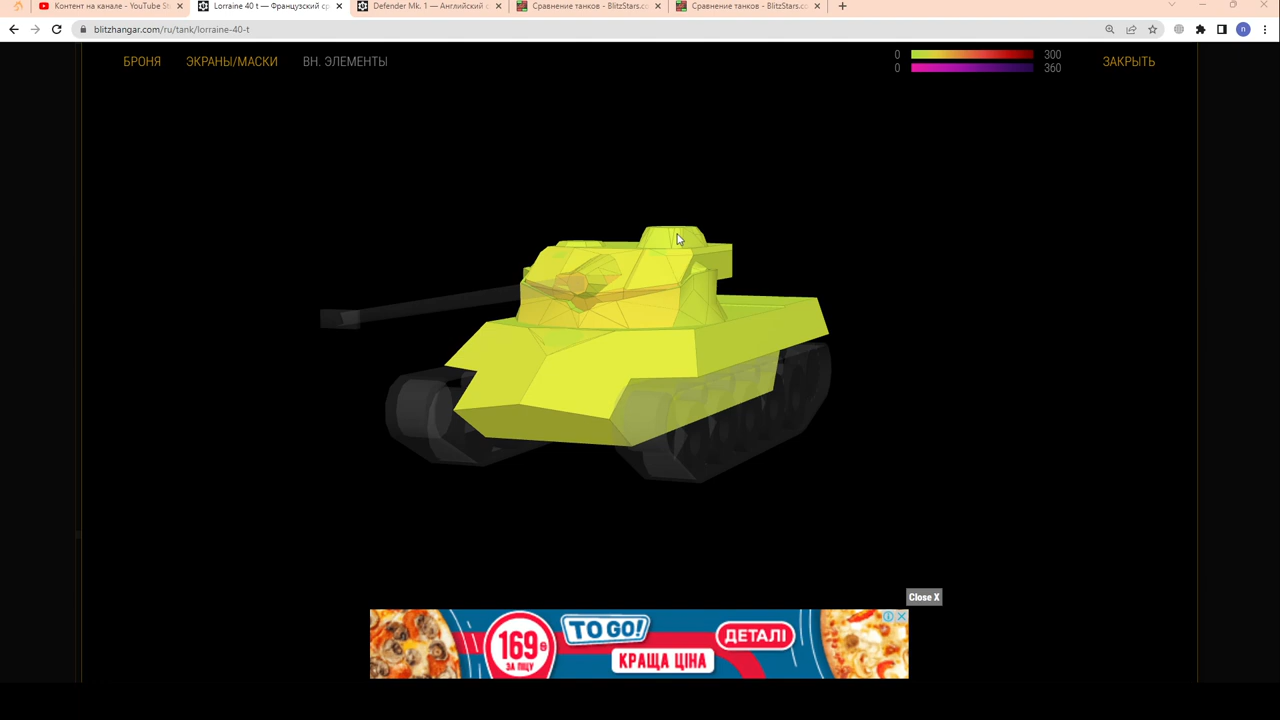 Контент на канале - YouTube St
Lorraine 40 t — Французский ср
Defender Mk. 1 — Английский с
Сравнение танков - BlitzStars.co
Сравнение танков - BlitzStars.co
blitzhangar.com/ru/tank/lorraine-40-t
n
БРОНЯ
ЭКРАНЫ/МАСКИ
ВН. ЭЛЕМЕНТЫ
0 300
0 360
ЗАКРЫТЬ
Close X
169₴
ЗА ПІЦУ
TO GO!
КРАЩА ЦІНА
ДЕТАЛІ